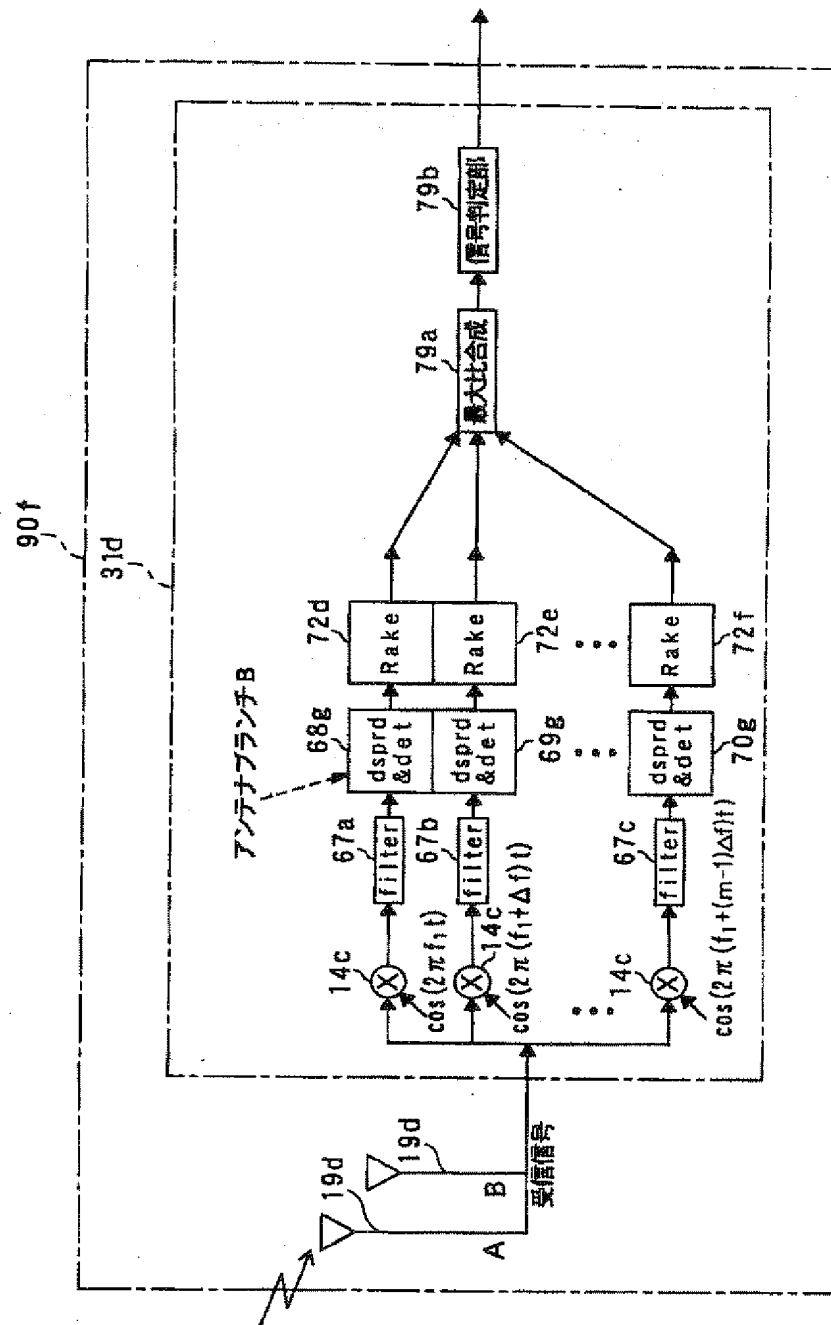 90f
31d
アンテナブランチB
19d
19d
A
B
受信信号
14c
cos(2πf₁t)
67a
filter
68g
dsprd
&det
72d
Rake
14c
cos(2π(f₁+Δf)t)
67b
filter
69g
dsprd
&det
72e
Rake
14c
cos(2π(f₁+(m-1)Δf)t)
67c
filter
70g
dsprd
&det
72f
Rake
79a
最大比合成
79b
信号判定部